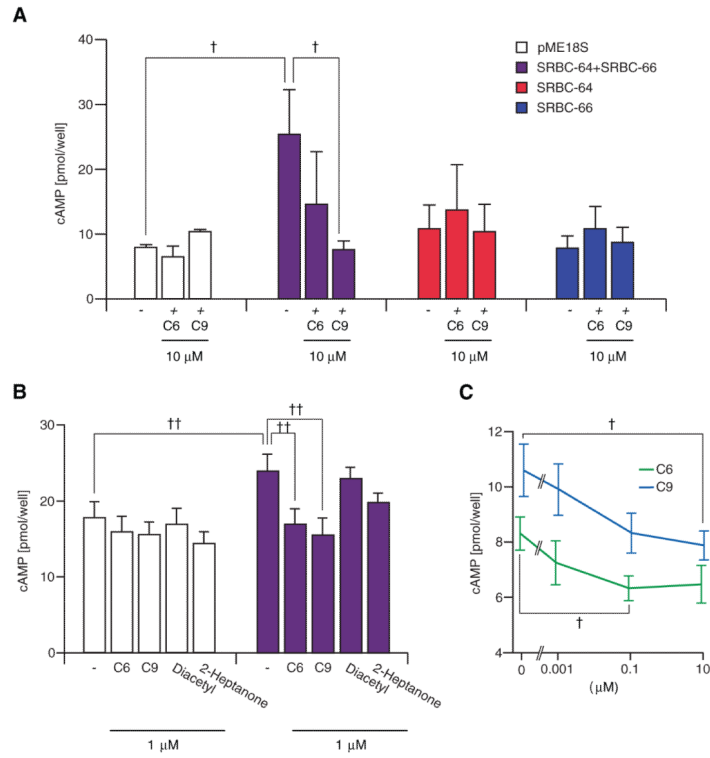 A
40
30
20
10
0
cAMP [pmol/well]
†
†
pME18S
SRBC-64+SRBC-66
SRBC-64
SRBC-66
- + + - + + - + + - + +
C6 C9 C6 C9 C6 C9 C6 C9
10 μM 10 μM 10 μM 10 μM
B
30
20
10
0
cAMP [pmol/well]
††
††
††
- C6 C9 Diacetyl 2-Heptanone - C6 C9 Diacetyl 2-Heptanone
1 μM 1 μM
C
12
10
8
6
4
cAMP [pmol/well]
†
C6
C9
†
0 0.001 0.1 10
(μM)